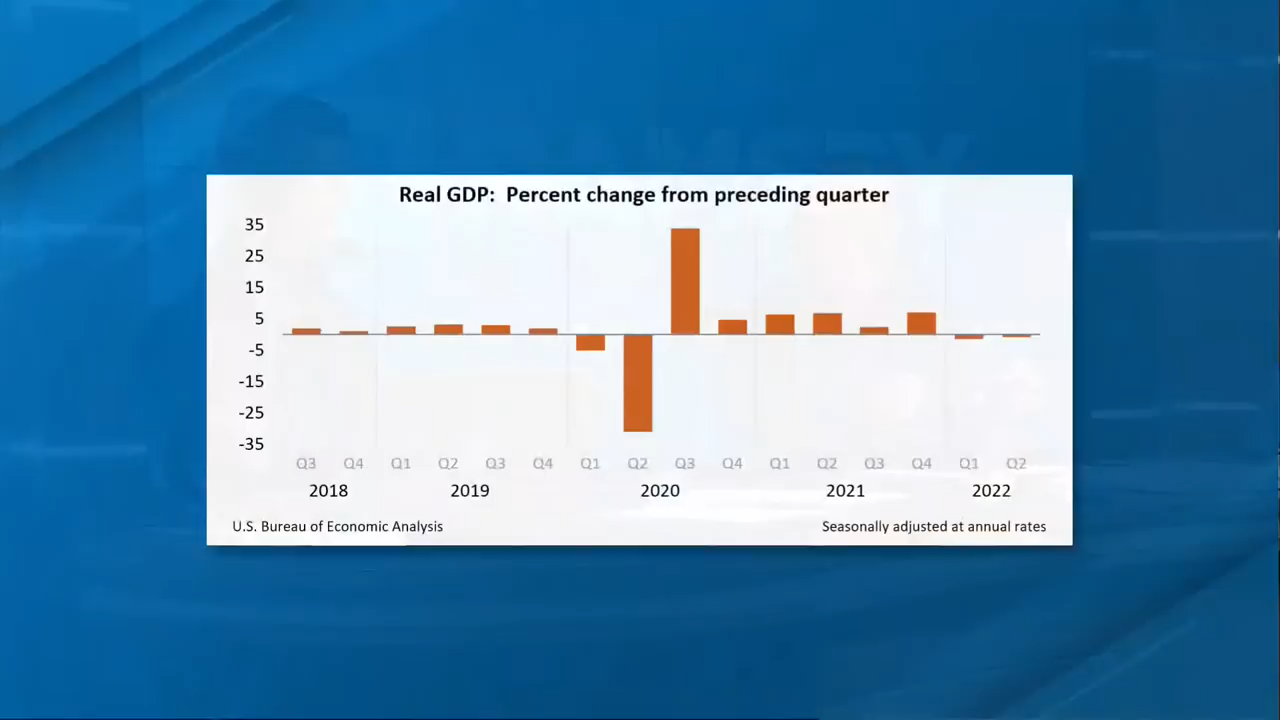 Real GDP: Percent change from preceding quarter
35
25
15
5
-5
-15
-25
-35
Q3 Q4 Q1 Q2 Q3 Q4 Q1 Q2 Q3 Q4 Q1 Q2 Q3 Q4 Q1 Q2
2018 2019 2020 2021 2022
U.S. Bureau of Economic Analysis
Seasonally adjusted at annual rates